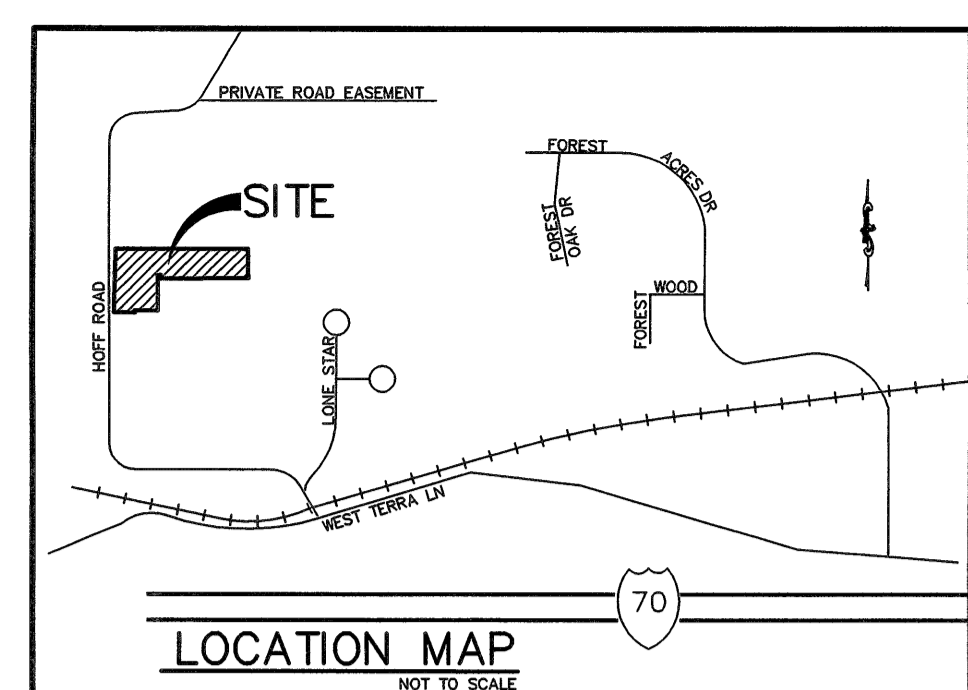 PRIVATE ROAD EASEMENT
FOREST
ACRES DR
SITE
FOREST
OAK DR
HOFF ROAD
WOOD
FOREST
LONE STAR
WEST TERRA LN
70
LOCATION MAP
NOT TO SCALE